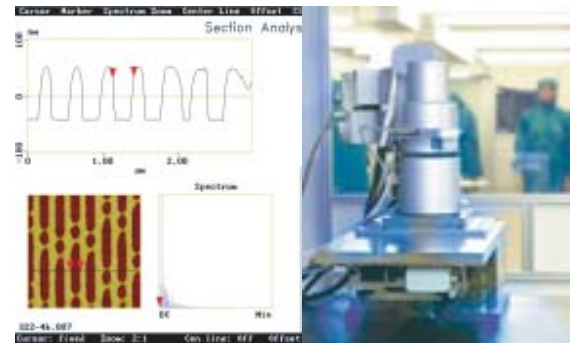 Cursor Marker Spectrum Zoom Center Line Offset
Section Analys
100
nm
0
-100
0 1.00 2.00
Spectrum
DC Min
Cursor: fixed Zoom: 2:1 Cen line: Off Offset